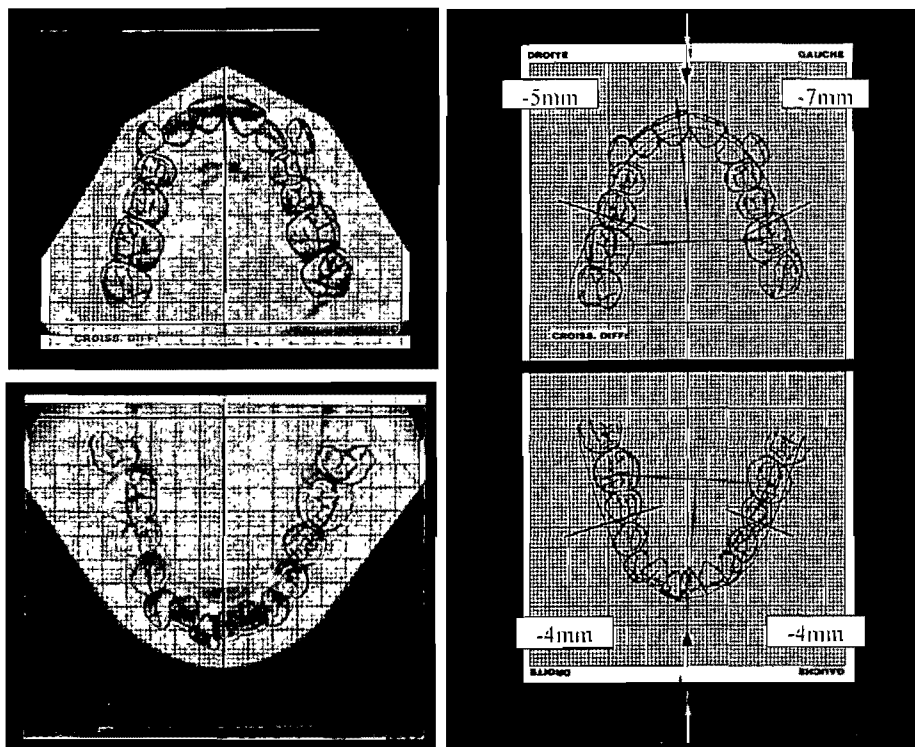 CROISS. DIFF.
DROITE
GAUCHE
-5mm
-7mm
CROISS. DIFF.
-4mm
-4mm
DROITE
GAUCHE